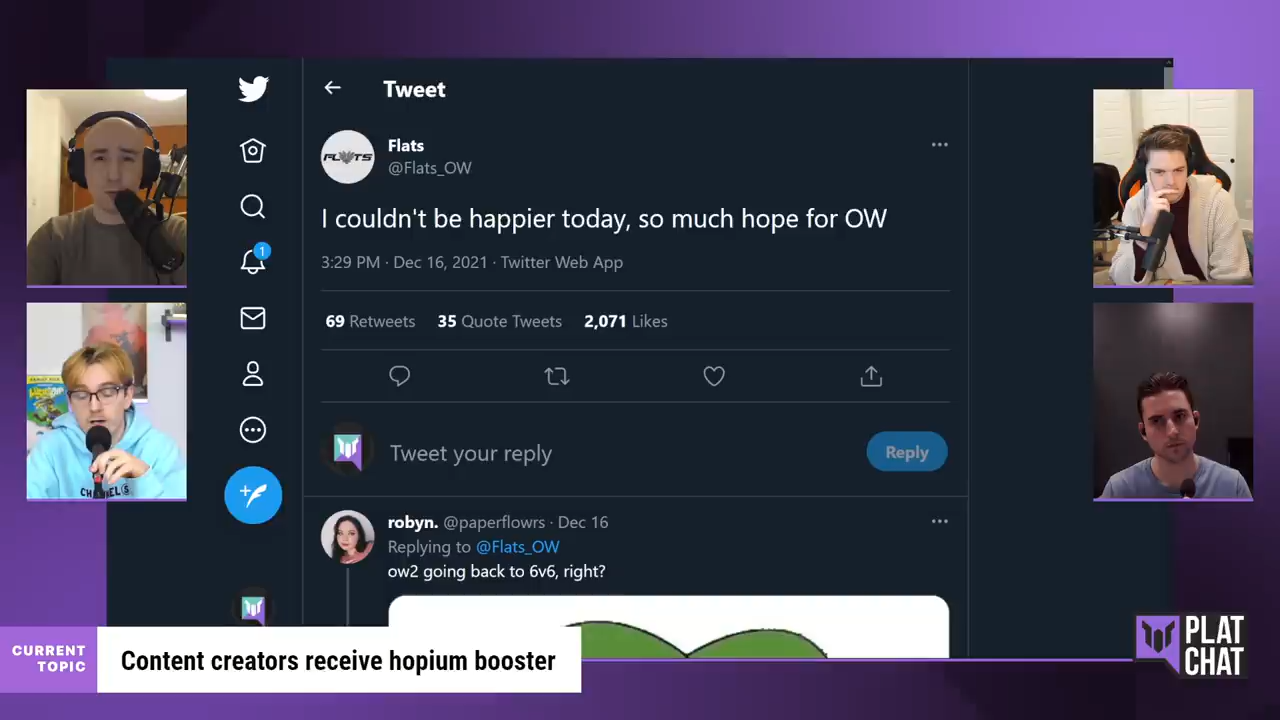 Tweet
FLATS
Flats
@Flats_OW
I couldn't be happier today, so much hope for OW
3:29 PM · Dec 16, 2021 · Twitter Web App
69 Retweets 35 Quote Tweets 2,071 Likes
1
Tweet your reply
Reply
robyn. @paperflowrs · Dec 16
Replying to @Flats_OW
ow2 going back to 6v6, right?
CURRENT
TOPIC
Content creators receive hopium booster
PLAT
CHAT